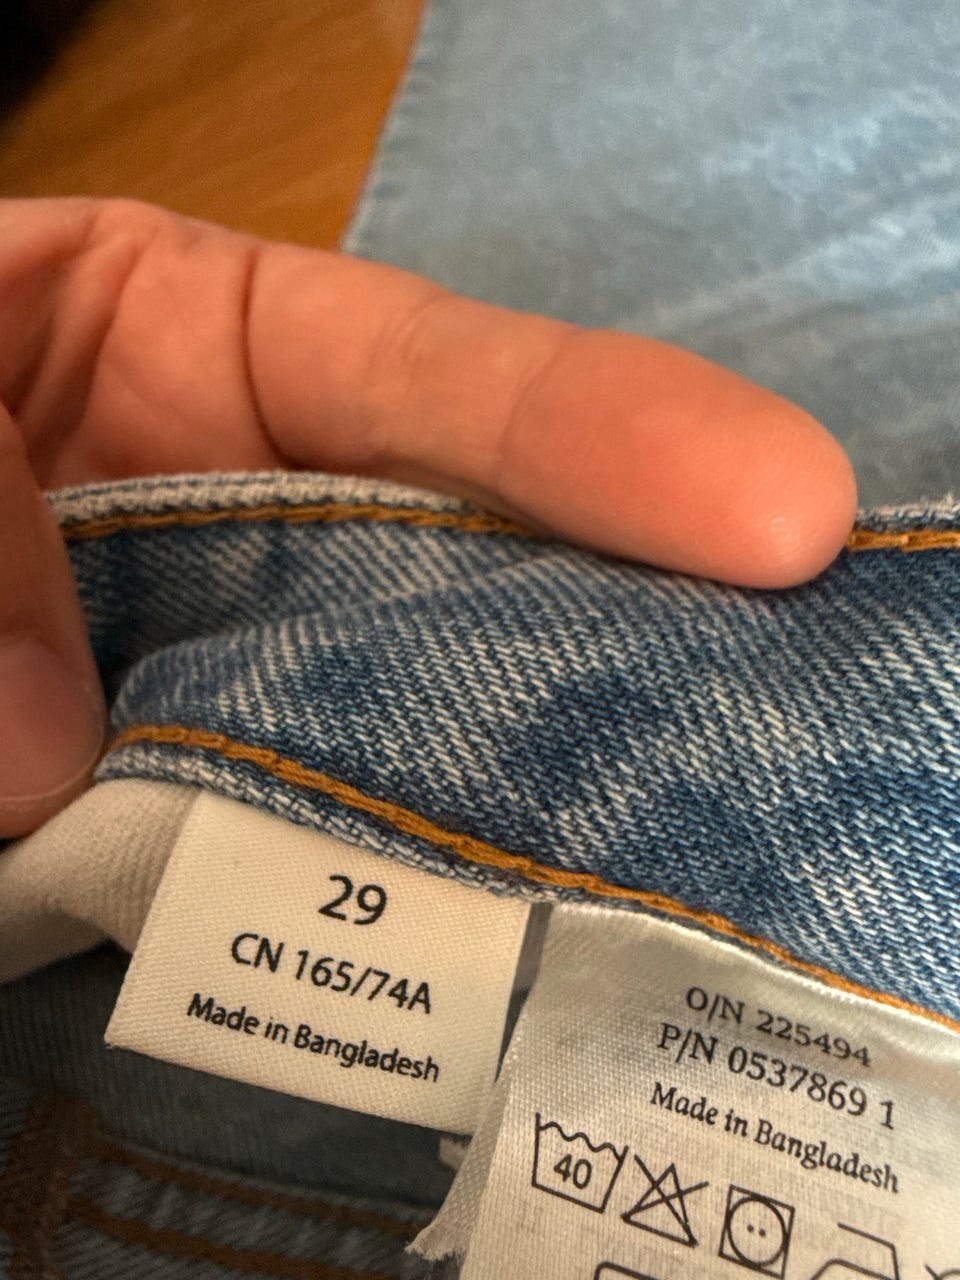 29
CN 165/74A
Made in Bangladesh
O/N 225494
P/N 0537869 1
Made in Bangladesh
40